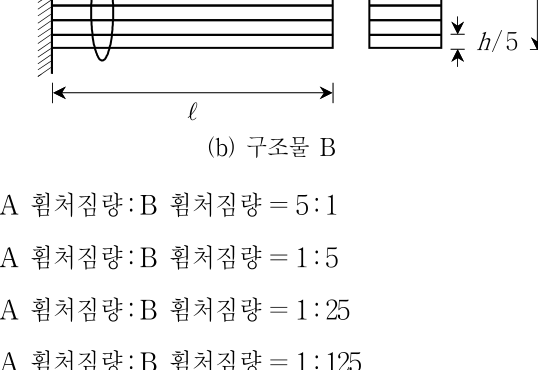 h/5
ℓ
(b) 구조물 B
A 휨처짐량 : B 휨처짐량 = 5 : 1
A 휨처짐량 : B 휨처짐량 = 1 : 5
A 휨처짐량 : B 휨처짐량 = 1 : 25
A 휨처짐량 : B 휨처짐량 = 1 : 125